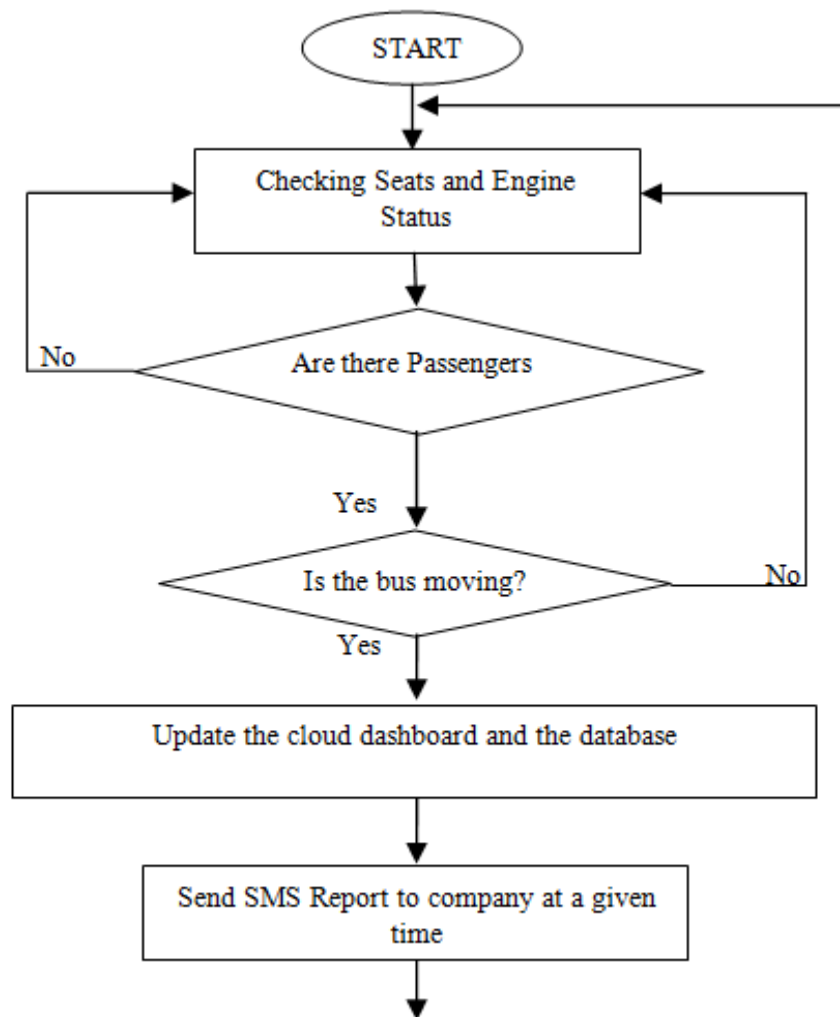 START
Checking Seats and Engine
Status
Are there Passengers
No
Yes
Is the bus moving?
No
Yes
Update the cloud dashboard and the database
Send SMS Report to company at a given
time